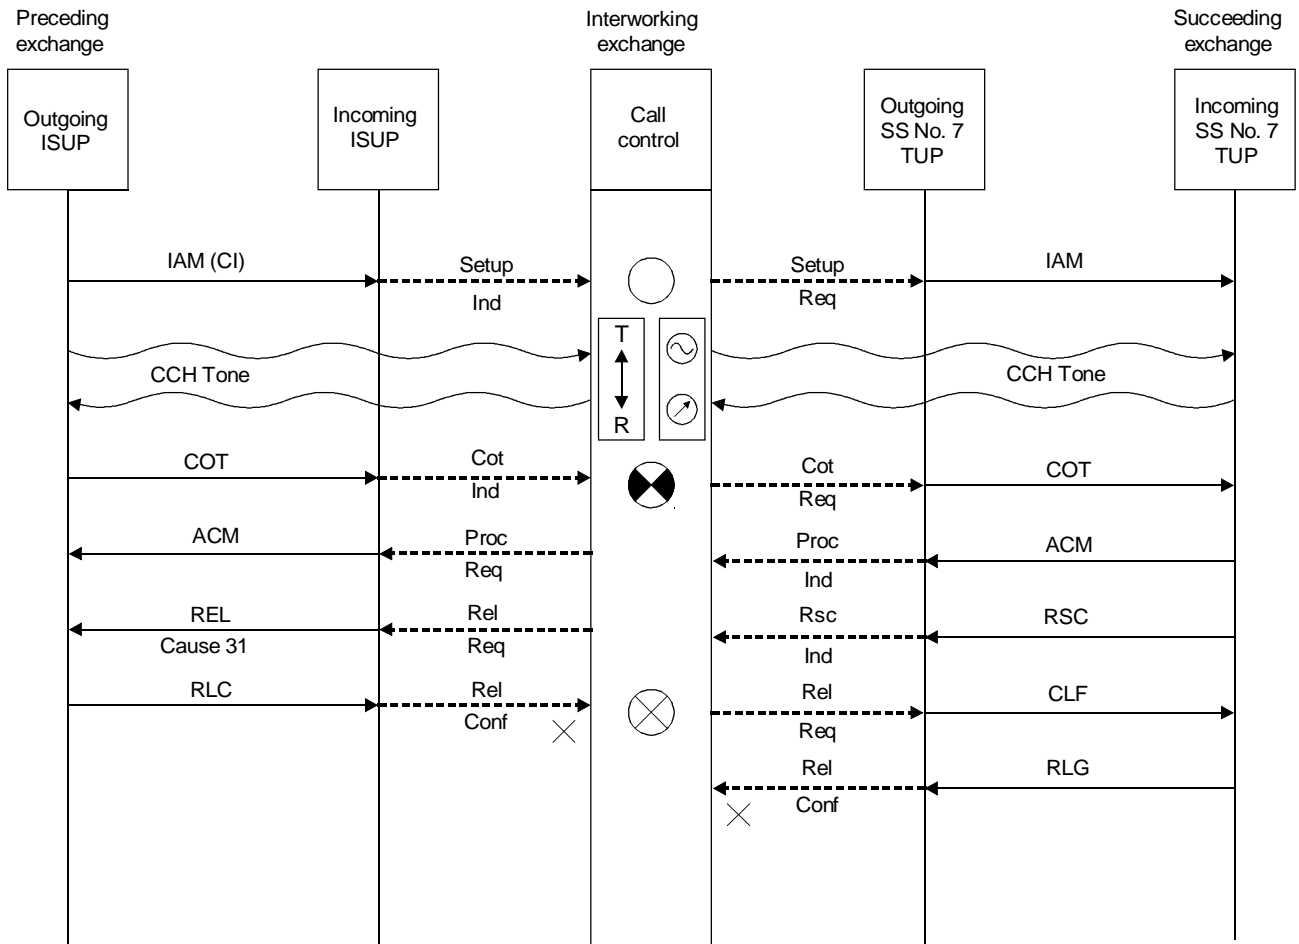 Preceding
exchange
Interworking
exchange
Succeeding
exchange
Outgoing
ISUP
Incoming
ISUP
Call
control
Outgoing
SS No. 7
TUP
Incoming
SS No. 7
TUP
IAM (CI)
Setup
Ind
Setup
Req
IAM
T
R
CCH Tone
CCH Tone
COT
Cot
Ind
Cot
Req
COT
ACM
Proc
Req
Proc
Ind
ACM
REL
Cause 31
Rel
Req
Rsc
Ind
RSC
RLC
Rel
Conf
Rel
Req
CLF
Rel
Conf
RLG